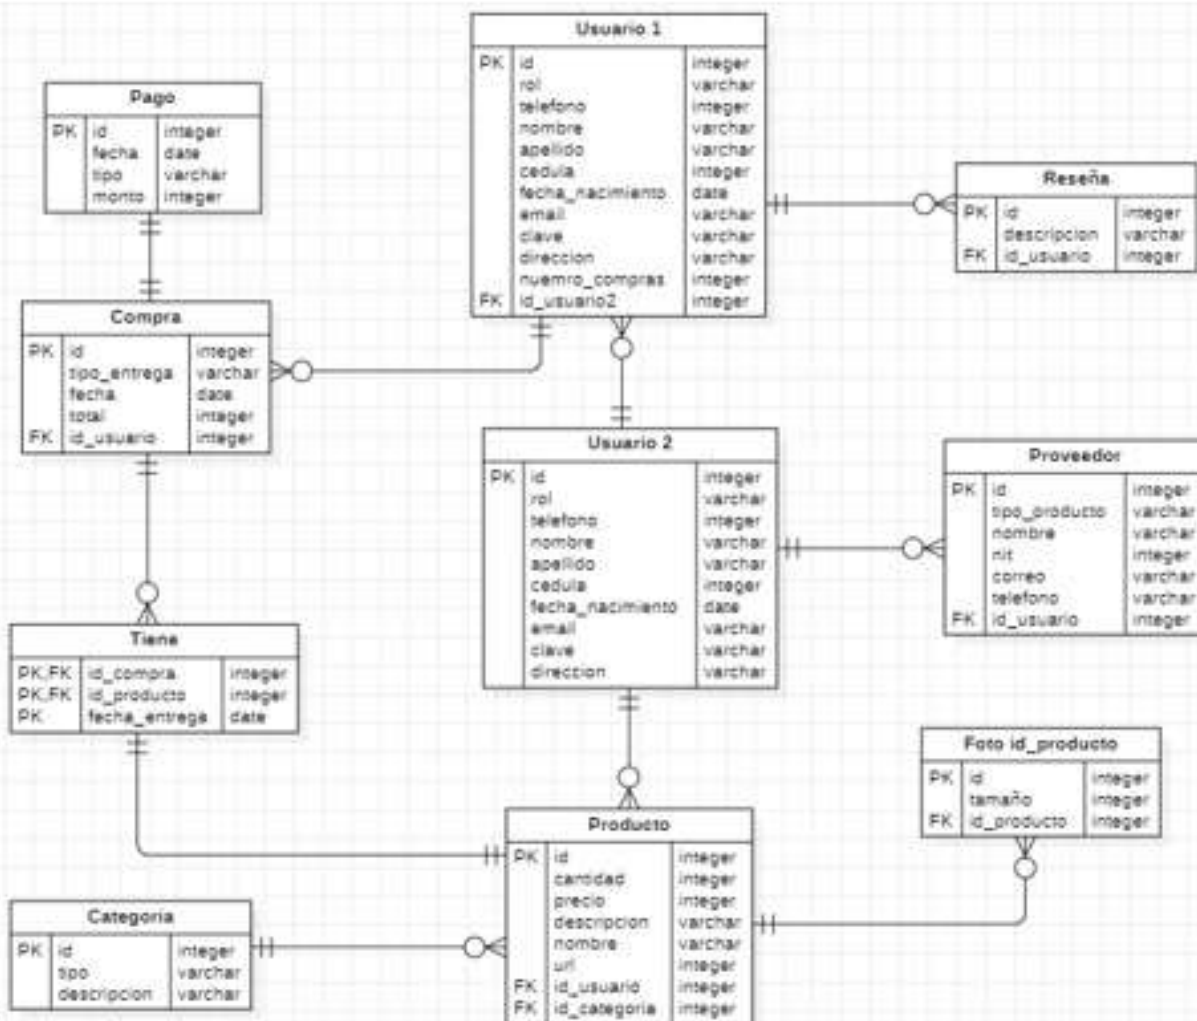 Usuario 1
PK id integer
rol varchar
telefono integer
nombre varchar
apellido varchar
cedula integer
fecha_nacimiento date
email varchar
clave varchar
direccion varchar
nuemro_compras integer
FK id_usuario2 integer
Pago
PK id integer
fecha date
tipo varchar
monto integer
Reseña
PK id integer
descripcion varchar
FK id_usuario integer
Compra
PK id integer
tipo_entrega varchar
fecha date
total integer
FK id_usuario integer
Usuario 2
PK id integer
rol varchar
telefono integer
nombre varchar
apellido varchar
cedula integer
fecha_nacimiento date
email varchar
clave varchar
direccion varchar
Proveedor
PK id integer
tipo_producto varchar
nombre varchar
nit integer
correo varchar
telefono varchar
FK id_usuario integer
Tiene
PK,FK id_compra integer
PK,FK id_producto integer
PK fecha_entrega date
Foto id_producto
PK id integer
tamaño integer
FK id_producto integer
Producto
PK id integer
cantidad integer
precio integer
descripcion varchar
nombre varchar
url integer
FK id_usuario integer
FK id_categoria integer
Categoria
PK id integer
tipo varchar
descripcion varchar